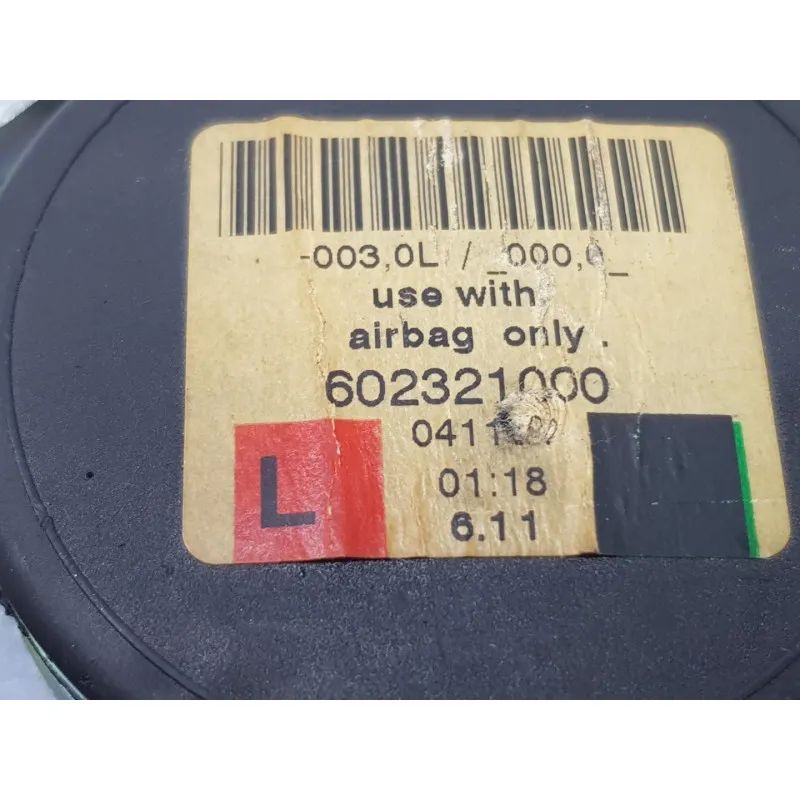 -003,0L / _000,0_
use with
airbag only .
602321000
L
01:18
6.11